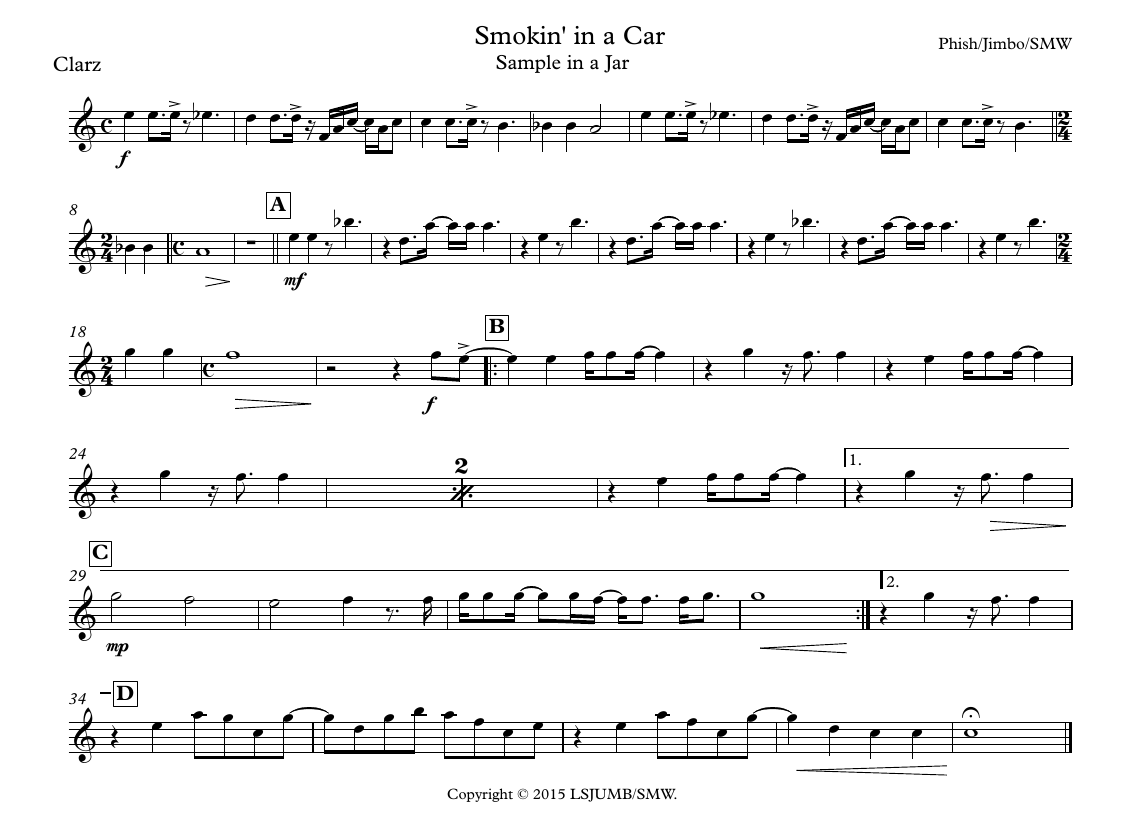 Smokin' in a Car
Sample in a Jar
Phish/Jimbo/SMW
Clarz
f
8
A
mf
18
B
f
24
2
1.
C
29
2.
mp
34
D
Copyright © 2015 LSJUMB/SMW.